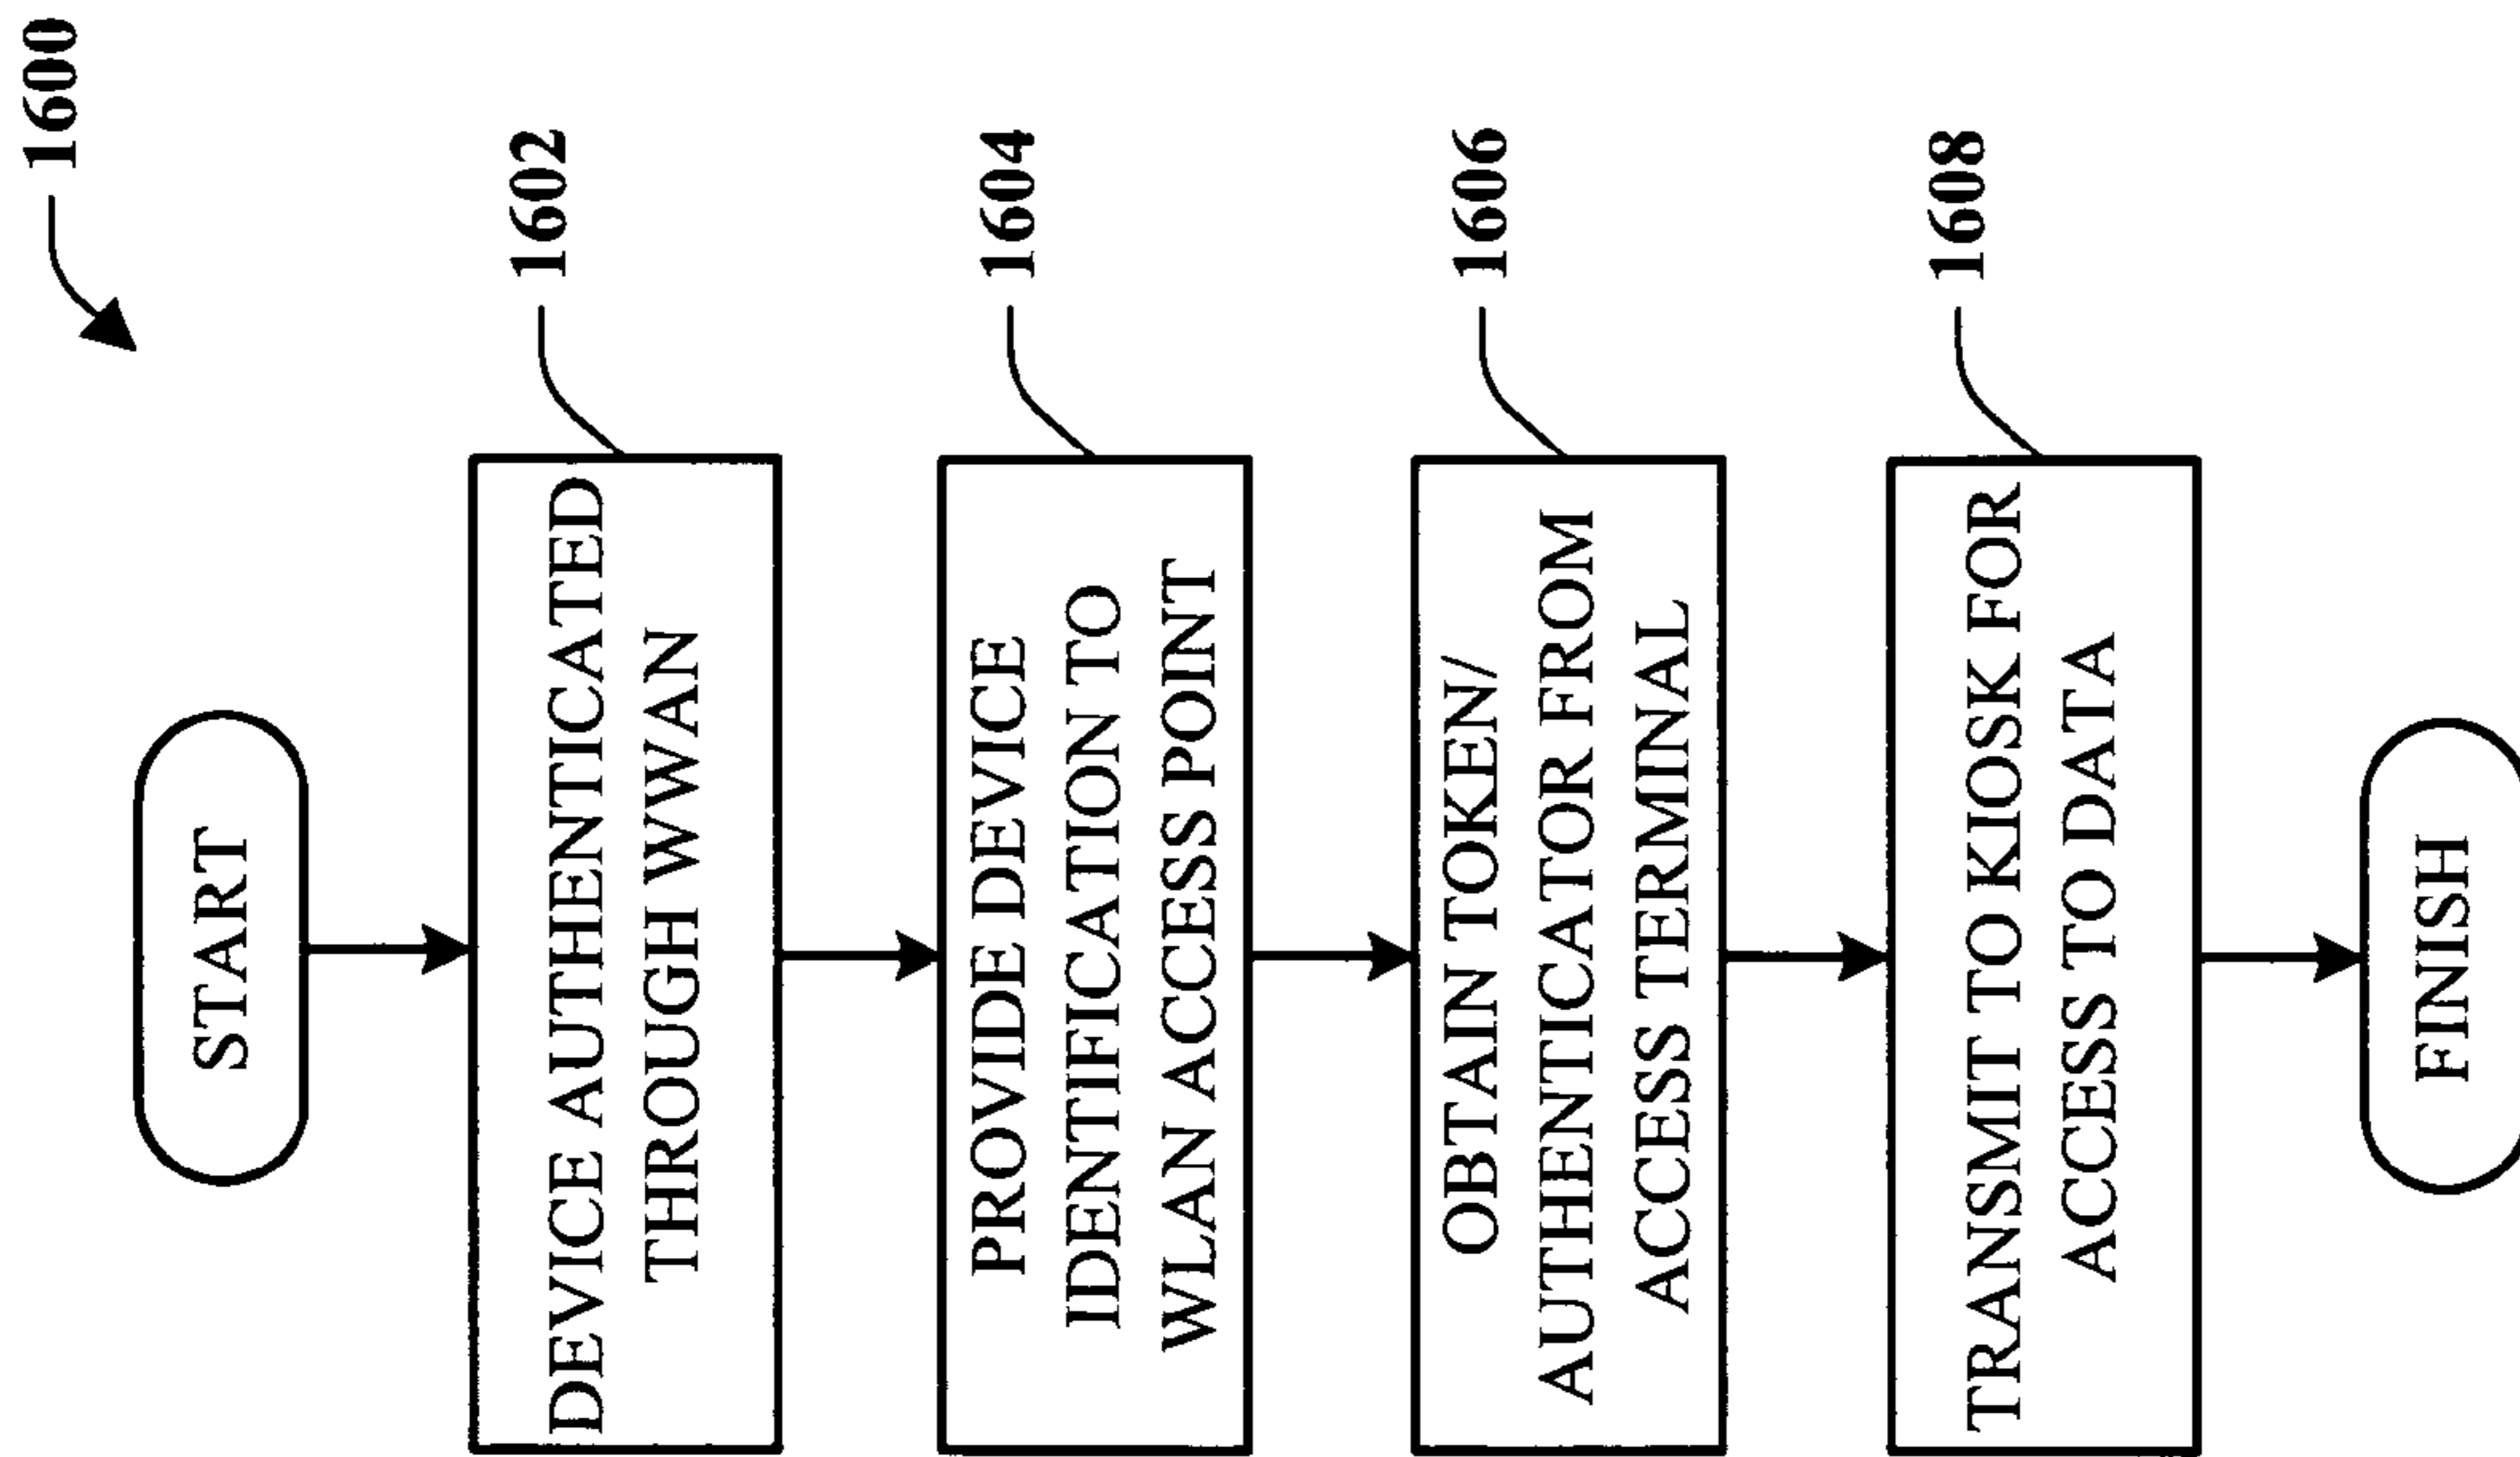 1600
START
DEVICE AUTHENTICATED
THROUGH WWAN
1602
PROVIDE DEVICE
IDENTIFICATION TO
WLAN ACCESS POINT
1604
OBTAIN TOKEN/
AUTHENTICATOR FROM
ACCESS TERMINAL
1606
TRANSMIT TO KIOSK FOR
ACCESS TO DATA
1608
FINISH